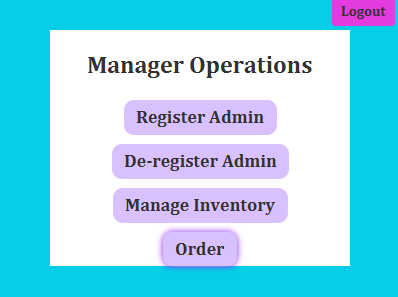 Logout
Manager Operations
Register Admin
De-register Admin
Manage Inventory
Order